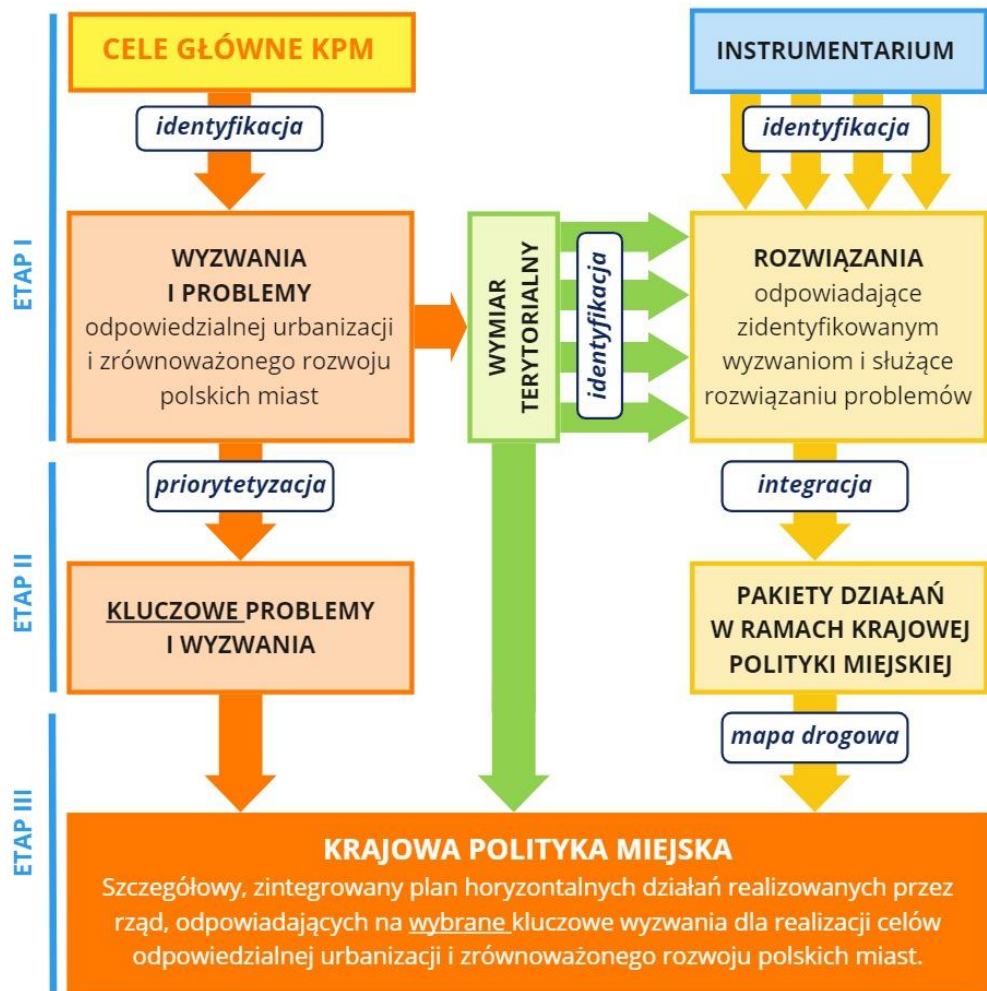 CELE GŁÓWNE KPM
INSTRUMENTARIUM
identyfikacja
identyfikacja
ETAP I
WYZWANIA
I PROBLEMY
odpowiedzialnej urbanizacji
i zrównoważonego rozwoju
polskich miast
WYMIAR
TERYTORIALNY
identyfikacja
ROZWIĄZANIA
odpowiadające
zidentyfikowanym
wyzwaniom i służące
rozwiązaniu problemów
ETAP II
priorytetyzacja
integracja
KLUCZOWE PROBLEMY
I WYZWANIA
PAKIETY DZIAŁAŃ
W RAMACH KRAJOWEJ
POLITYKI MIEJSKIEJ
ETAP III
mapa drogowa
KRAJOWA POLITYKA MIEJSKA
Szczegółowy, zintegrowany plan horyzontalnych działań realizowanych przez
rząd, odpowiadających na wybrane kluczowe wyzwania dla realizacji celów
odpowiedzialnej urbanizacji i zrównoważonego rozwoju polskich miast.